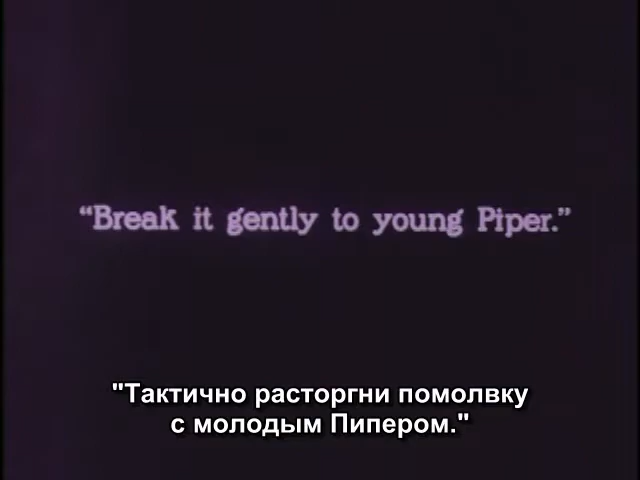 “Break it gently to young Piper.”
"Тактично расторгни помолвку
с молодым Пипером."